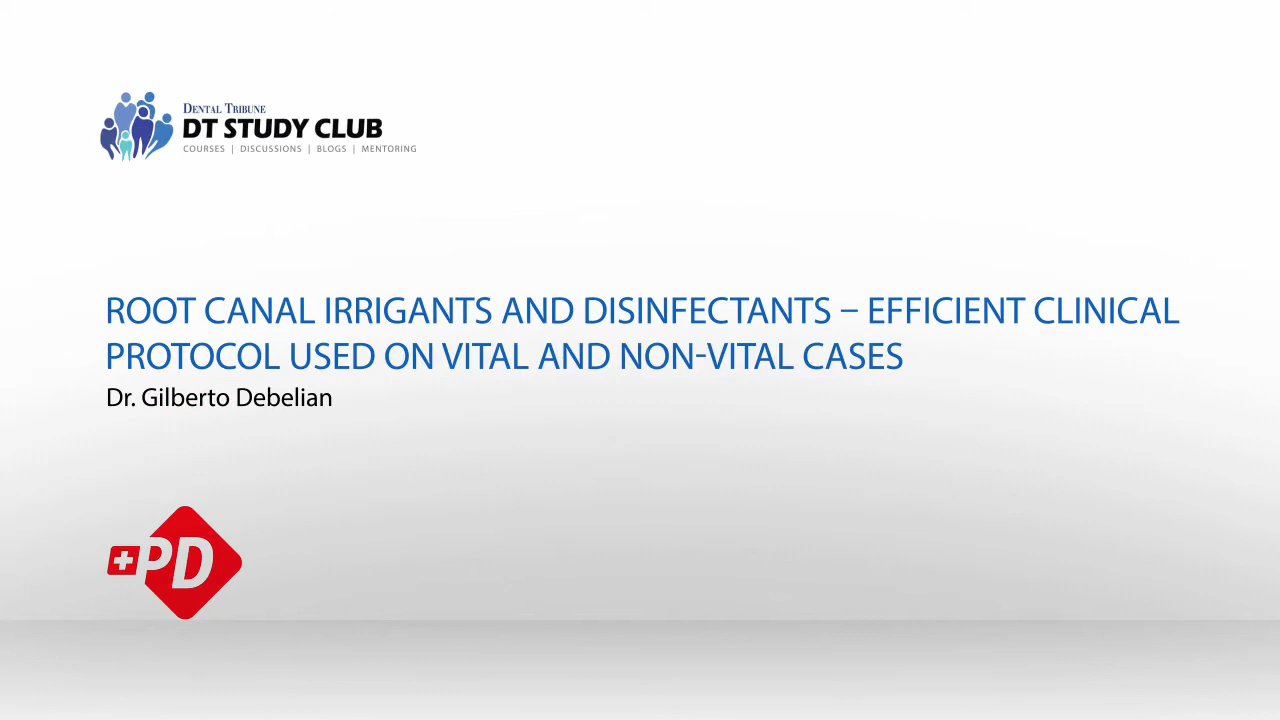 DENTAL TRIBUNE
DT STUDY CLUB
COURSES | DISCUSSIONS | BLOGS | MENTORING
ROOT CANAL IRRIGANTS AND DISINFECTANTS – EFFICIENT CLINICAL
PROTOCOL USED ON VITAL AND NON-VITAL CASES
Dr. Gilberto Debelian
PD